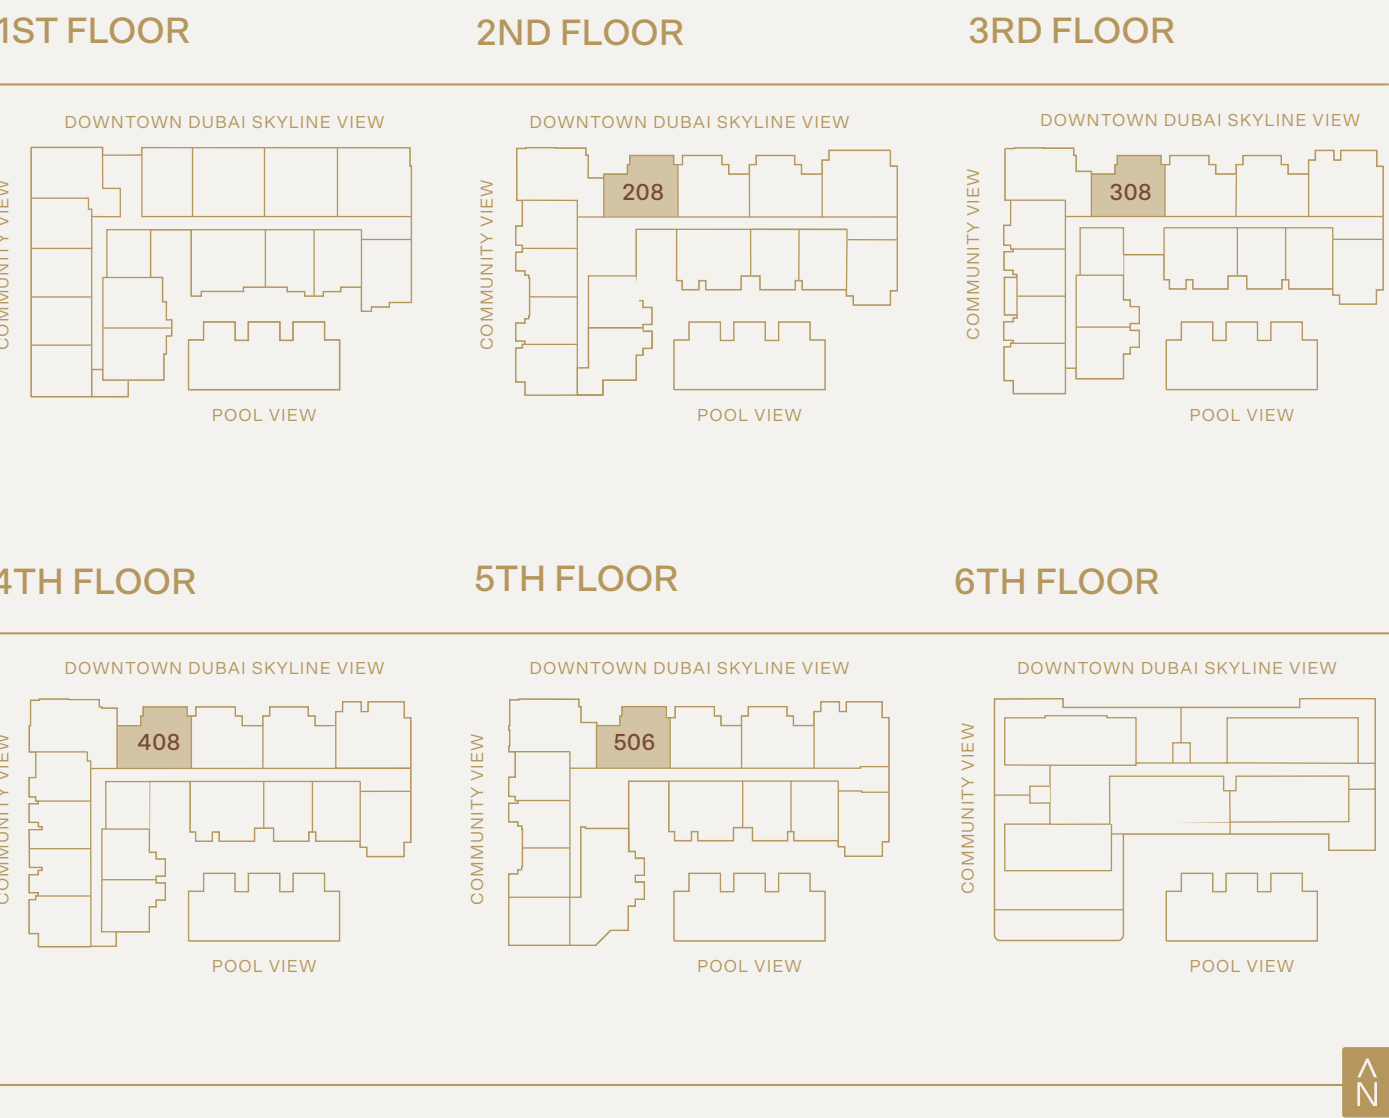 1ST FLOOR
2ND FLOOR
3RD FLOOR
DOWNTOWN DUBAI SKYLINE VIEW
DOWNTOWN DUBAI SKYLINE VIEW
DOWNTOWN DUBAI SKYLINE VIEW
COMMUNITY VIEW
208
COMMUNITY VIEW
308
COMMUNITY VIEW
POOL VIEW
POOL VIEW
POOL VIEW
4TH FLOOR
5TH FLOOR
6TH FLOOR
DOWNTOWN DUBAI SKYLINE VIEW
DOWNTOWN DUBAI SKYLINE VIEW
DOWNTOWN DUBAI SKYLINE VIEW
COMMUNITY VIEW
408
COMMUNITY VIEW
506
COMMUNITY VIEW
POOL VIEW
POOL VIEW
POOL VIEW
N